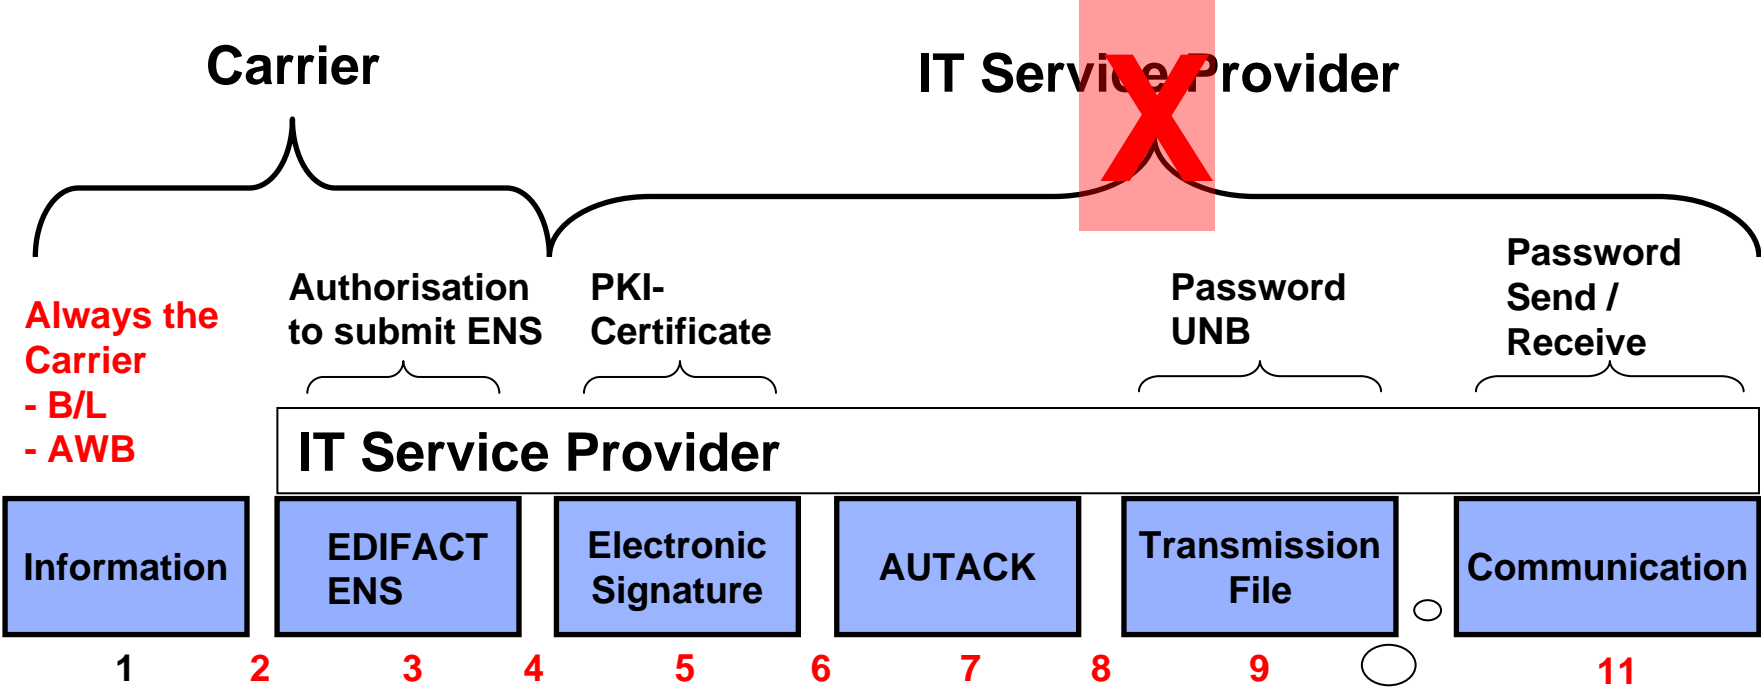 Carrier
IT Service Provider
X
Always the
Carrier
- B/L
- AWB
Authorisation
to submit ENS
PKI-
Certificate
Password
UNB
Password
Send /
Receive
IT Service Provider
Information
EDIFACT
ENS
Electronic
Signature
AUTACK
Transmission
File
Communication
1 2 3 4 5 6 7 8 9 11